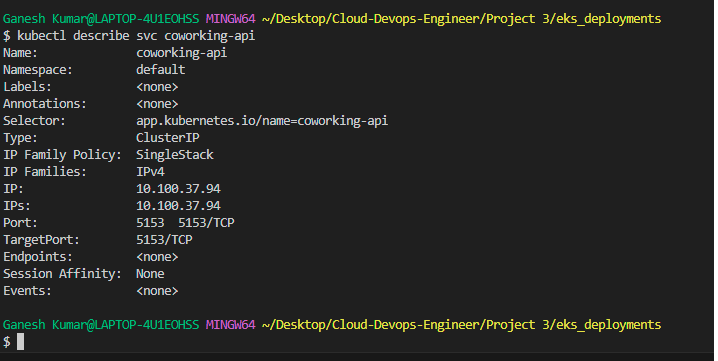 Ganesh Kumar@LAPTOP-4U1EOHSS MINGW64 ~/Desktop/Cloud-Devops-Engineer/Project 3/eks_deployments
$ kubectl describe svc coworking-api
Name:              coworking-api
Namespace:         default
Labels:            <none>
Annotations:       <none>
Selector:          app.kubernetes.io/name=coworking-api
Type:              ClusterIP
IP Family Policy:  SingleStack
IP Families:       IPv4
IP:                10.100.37.94
IPs:               10.100.37.94
Port:              5153  5153/TCP
TargetPort:        5153/TCP
Endpoints:         <none>
Session Affinity:  None
Events:            <none>
Ganesh Kumar@LAPTOP-4U1EOHSS MINGW64 ~/Desktop/Cloud-Devops-Engineer/Project 3/eks_deployments
$